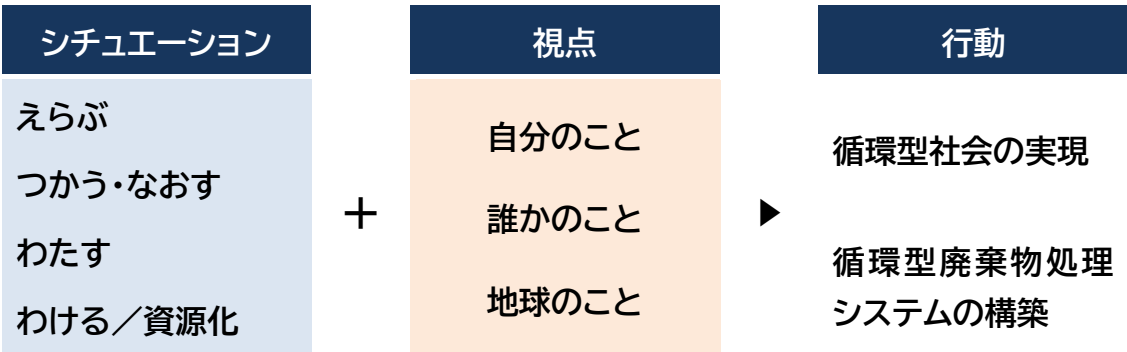 シチュエーション
えらぶ
つかう・なおす
わたす
わける／資源化
＋
視点
自分のこと
誰かのこと
地球のこと
▶
行動
循環型社会の実現
循環型廃棄物処理
システムの構築